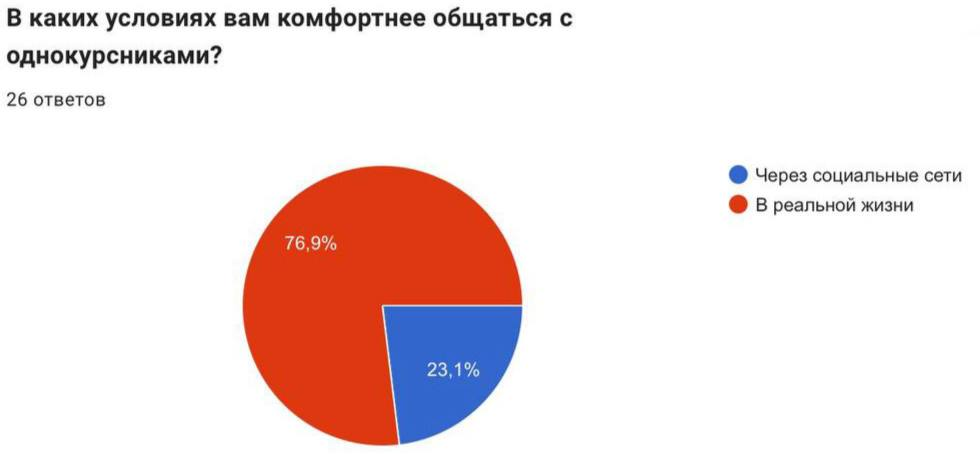 В каких условиях вам комфортнее общаться с
однокурсниками?
26 ответов
Через социальные сети
В реальной жизни
76,9%
23,1%